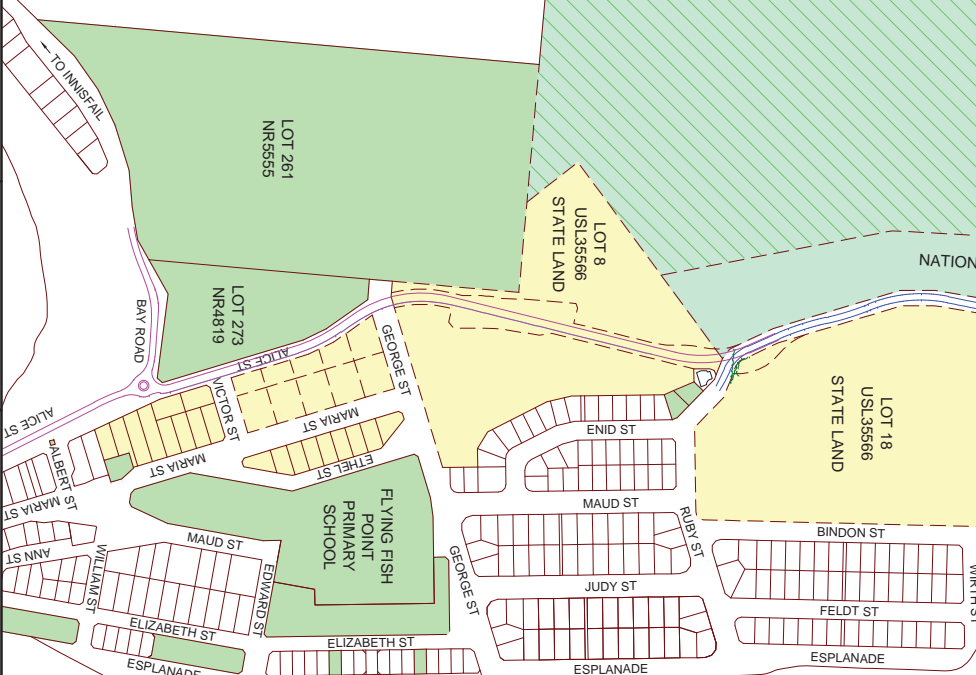 TO INNISFAIL
LOT 261
NR5555
LOT 8
USL35566
STATE LAND
NATION
LOT 273
NR4819
BAY ROAD
ALICE ST
GEORGE ST
LOT 18
USL35566
STATE LAND
VICTOR ST
MARIA ST
ALICE ST
ENID ST
ETHEL ST
MARIA ST
ALBERT ST
MARIA ST
FLYING FISH
POINT
PRIMARY
SCHOOL
MAUD ST
RUBY ST
BINDON ST
MAUD ST
ANN ST
WILLIAM ST
EDWARD ST
GEORGE ST
JUDY ST
WIRTH ST
FELDT ST
ELIZABETH ST
ELIZABETH ST
ESPLANADE
ESPLANADE
ESPLANADE